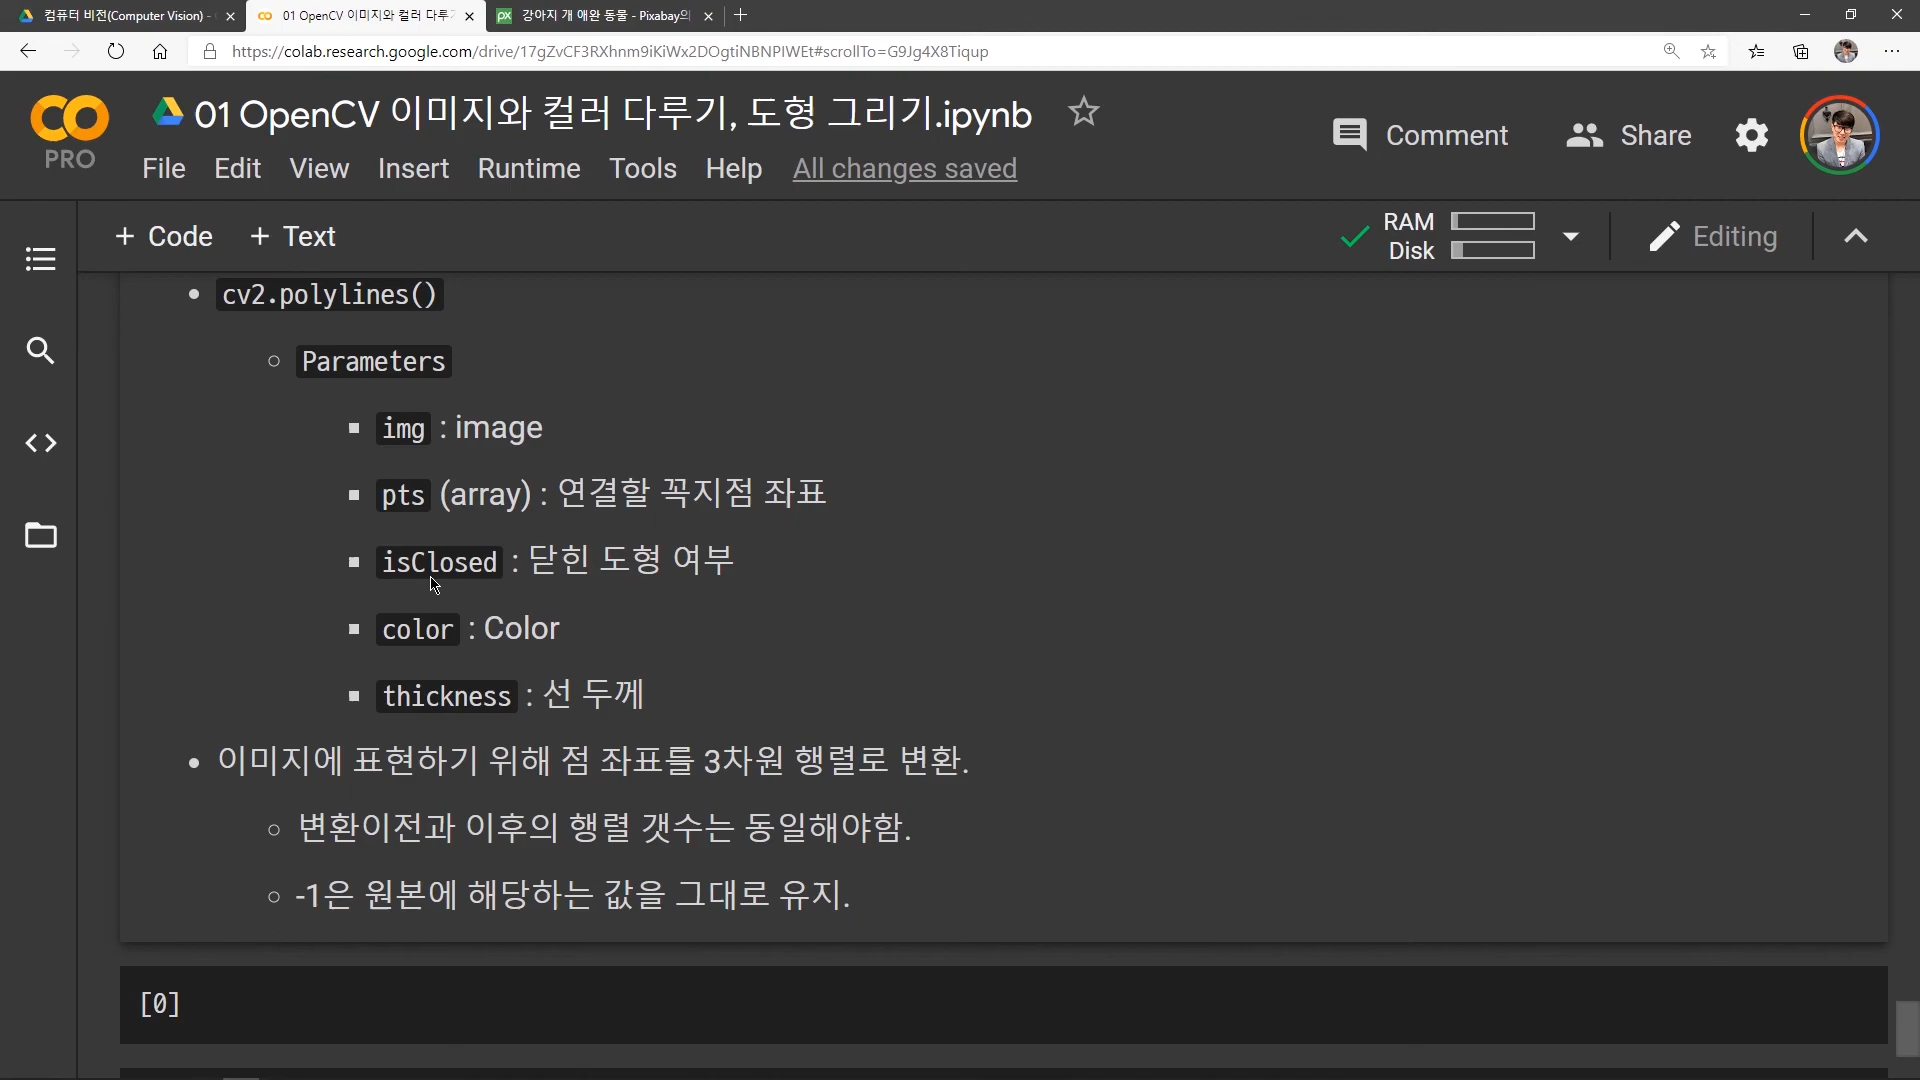 컴퓨터 비전(Computer Vision) -
01 OpenCV 이미지와 컬러 다루기
강아지 개 애완 동물 - Pixabay의
https://colab.research.google.com/drive/17gZvCF3RXhnm9iKiWx2DOgtiNBNPIWEt#scrollTo=G9Jg4X8Tiqup
PRO
01 OpenCV 이미지와 컬러 다루기, 도형 그리기.ipynb
File Edit View Insert Runtime Tools Help All changes saved
Comment
Share
+ Code + Text
RAM
Disk
Editing
cv2.polylines()
Parameters
img : image
pts (array) : 연결할 꼭지점 좌표
isClosed : 닫힌 도형 여부
color : Color
thickness : 선 두께
이미지에 표현하기 위해 점 좌표를 3차원 행렬로 변환.
변환이전과 이후의 행렬 갯수는 동일해야함.
-1은 원본에 해당하는 값을 그대로 유지.
[0]